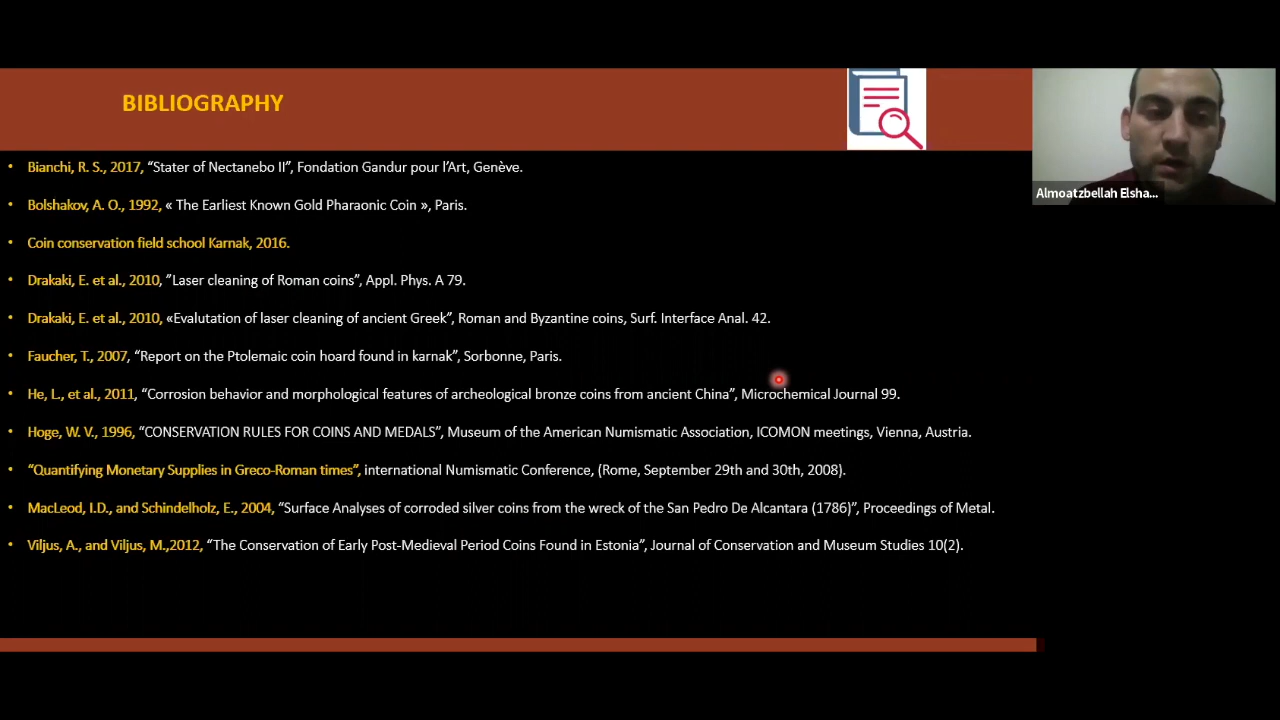 BIBLIOGRAPHY
• Bianchi, R. S., 2017, “Stater of Nectanebo II”, Fondation Gandur pour l’Art, Genève.
Almoatzbellah Elsha...
• Bolshakov, A. O., 1992, « The Earliest Known Gold Pharaonic Coin », Paris.
• Coin conservation field school Karnak, 2016.
• Drakaki, E. et al., 2010, ”Laser cleaning of Roman coins”, Appl. Phys. A 79.
• Drakaki, E. et al., 2010, «Evalutation of laser cleaning of ancient Greek”, Roman and Byzantine coins, Surf. Interface Anal. 42.
• Faucher, T., 2007, “Report on the Ptolemaic coin hoard found in karnak”, Sorbonne, Paris.
• He, L., et al., 2011, “Corrosion behavior and morphological features of archeological bronze coins from ancient China”, Microchemical Journal 99.
• Hoge, W. V., 1996, “CONSERVATION RULES FOR COINS AND MEDALS”, Museum of the American Numismatic Association, ICOMON meetings, Vienna, Austria.
• “Quantifying Monetary Supplies in Greco-Roman times”, international Numismatic Conference, (Rome, September 29th and 30th, 2008).
• MacLeod, I.D., and Schindelholz, E., 2004, “Surface Analyses of corroded silver coins from the wreck of the San Pedro De Alcantara (1786)”, Proceedings of Metal.
• Viljus, A., and Viljus, M.,2012, “The Conservation of Early Post-Medieval Period Coins Found in Estonia”, Journal of Conservation and Museum Studies 10(2).